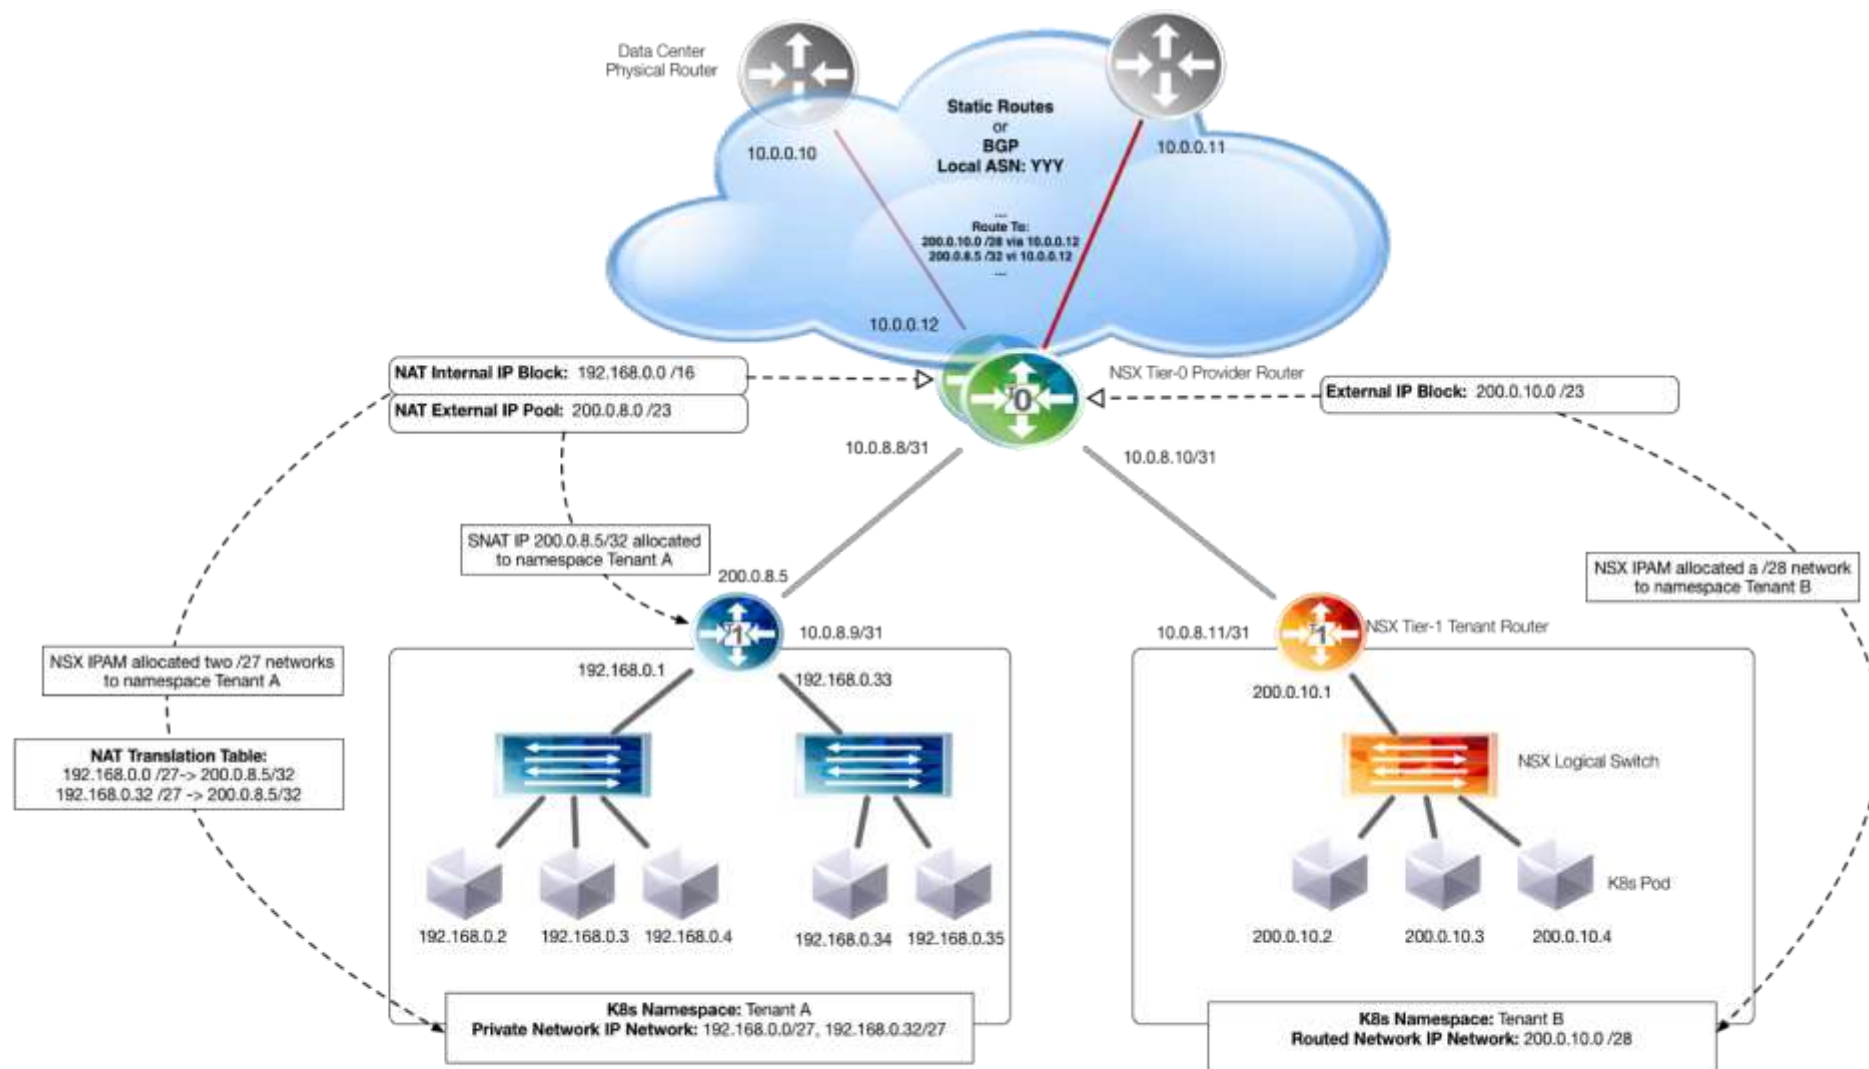 Data Center
Physical Router
Static Routes
or
BGP
Local ASN: YYY
10.0.0.10
10.0.0.11
...
Route To:
200.0.10.0 /28 via 10.0.0.12
200.0.8.5 /32 vi 10.0.0.12
...
10.0.0.12
NAT Internal IP Block: 192.168.0.0 /16
NAT External IP Pool: 200.0.8.0 /23
NSX Tier-0 Provider Router
External IP Block: 200.0.10.0 /23
T0
10.0.8.8/31
10.0.8.10/31
SNAT IP 200.0.8.5/32 allocated
to namespace Tenant A
NSX IPAM allocated a /28 network
to namespace Tenant B
200.0.8.5
T1
10.0.8.9/31
10.0.8.11/31
T1
NSX Tier-1 Tenant Router
NSX IPAM allocated two /27 networks
to namespace Tenant A
192.168.0.1
192.168.0.33
200.0.10.1
NAT Translation Table:
192.168.0.0 /27-> 200.0.8.5/32
192.168.0.32 /27 -> 200.0.8.5/32
NSX Logical Switch
K8s Pod
192.168.0.2
192.168.0.3
192.168.0.4
192.168.0.34
192.168.0.35
200.0.10.2
200.0.10.3
200.0.10.4
K8s Namespace: Tenant A
Private Network IP Network: 192.168.0.0/27, 192.168.0.32/27
K8s Namespace: Tenant B
Routed Network IP Network: 200.0.10.0 /28